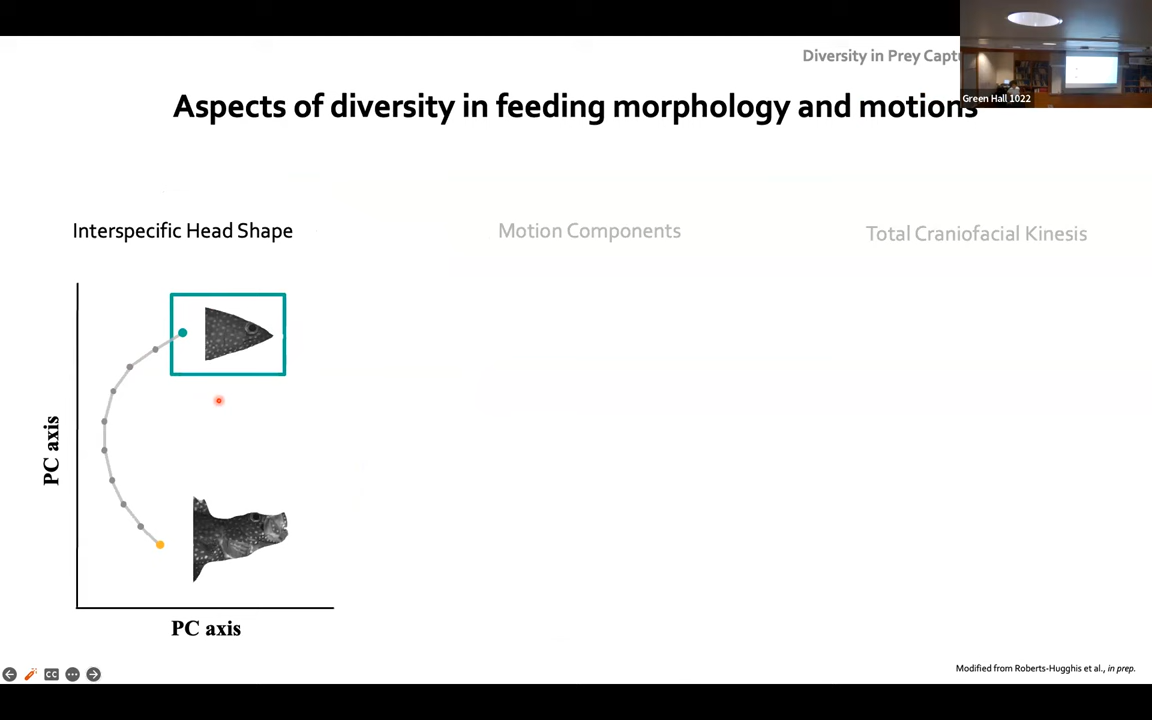 Diversity in Prey Capt
Green Hall 1022
Aspects of diversity in feeding morphology and motions
Interspecific Head Shape
Motion Components
Total Craniofacial Kinesis
PC axis
PC axis
CC
Modified from Roberts-Hugghis et al., in prep.